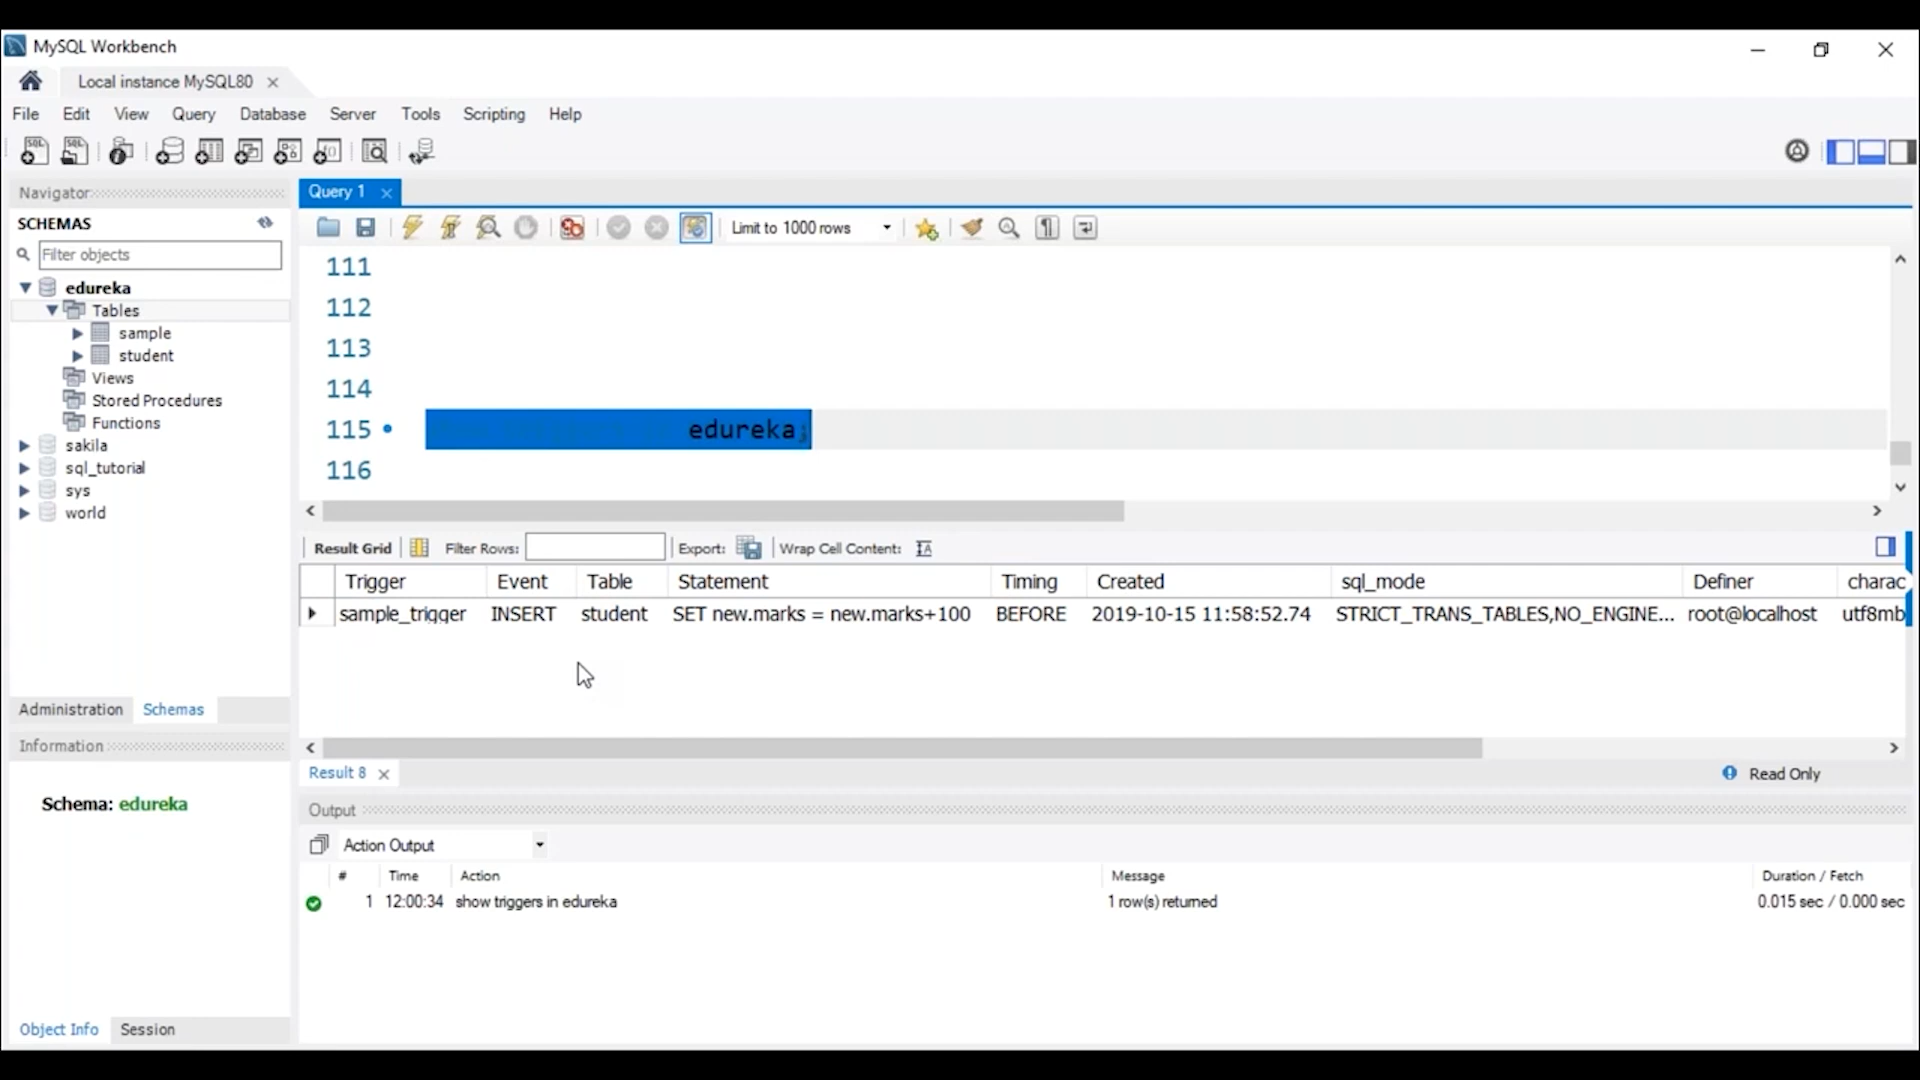 MySQL Workbench
Local instance MySQL80
File Edit View Query Database Server Tools Scripting Help
Navigator
SCHEMAS
Filter objects
edureka
Tables
sample
student
Views
Stored Procedures
Functions
sakila
sql_tutorial
sys
world
Administration Schemas
Information
Schema: edureka
Object Info Session
Query 1
Limit to 1000 rows
111
112
113
114
115 edureka;
116
Result Grid Filter Rows: Export: Wrap Cell Content:
Trigger Event Table Statement Timing Created sql_mode Definer charac
sample_trigger INSERT student SET new.marks = new.marks+100 BEFORE 2019-10-15 11:58:52.74 STRICT_TRANS_TABLES,NO_ENGINE... root@localhost utf8mb
Result 8 Read Only
Output
Action Output
# Time Action Message Duration / Fetch
1 12:00:34 show triggers in edureka 1 row(s) returned 0.015 sec / 0.000 sec